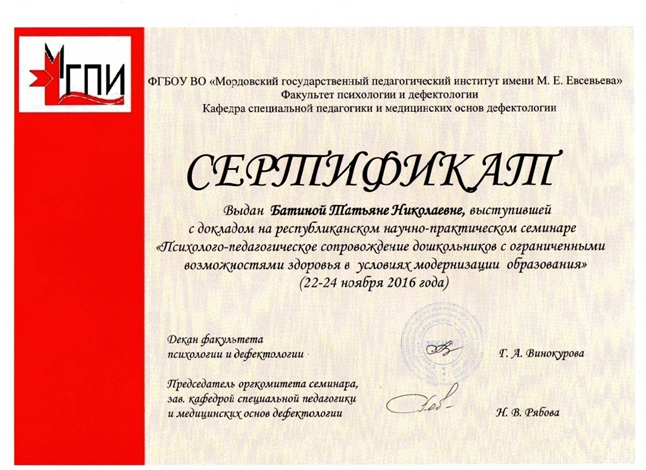 МГПИ
ФГБОУ ВО «Мордовский государственный педагогический институт имени М. Е. Евсевьева»
Факультет психологии и дефектологии
Кафедра специальной педагогики и медицинских основ дефектологии
СЕРТИФИКАТ
Выдан Батиной Татьяне Николаевне, выступившей
с докладом на республиканском научно-практическом семинаре
«Психолого-педагогическое сопровождение дошкольников с ограниченными
возможностями здоровья в условиях модернизации образования»
(22-24 ноября 2016 года)
Декан факультета
психологии и дефектологии
Г. А. Винокурова
Председатель оргкомитета семинара,
зав. кафедрой специальной педагогики
и медицинских основ дефектологии
Н. В. Рябова